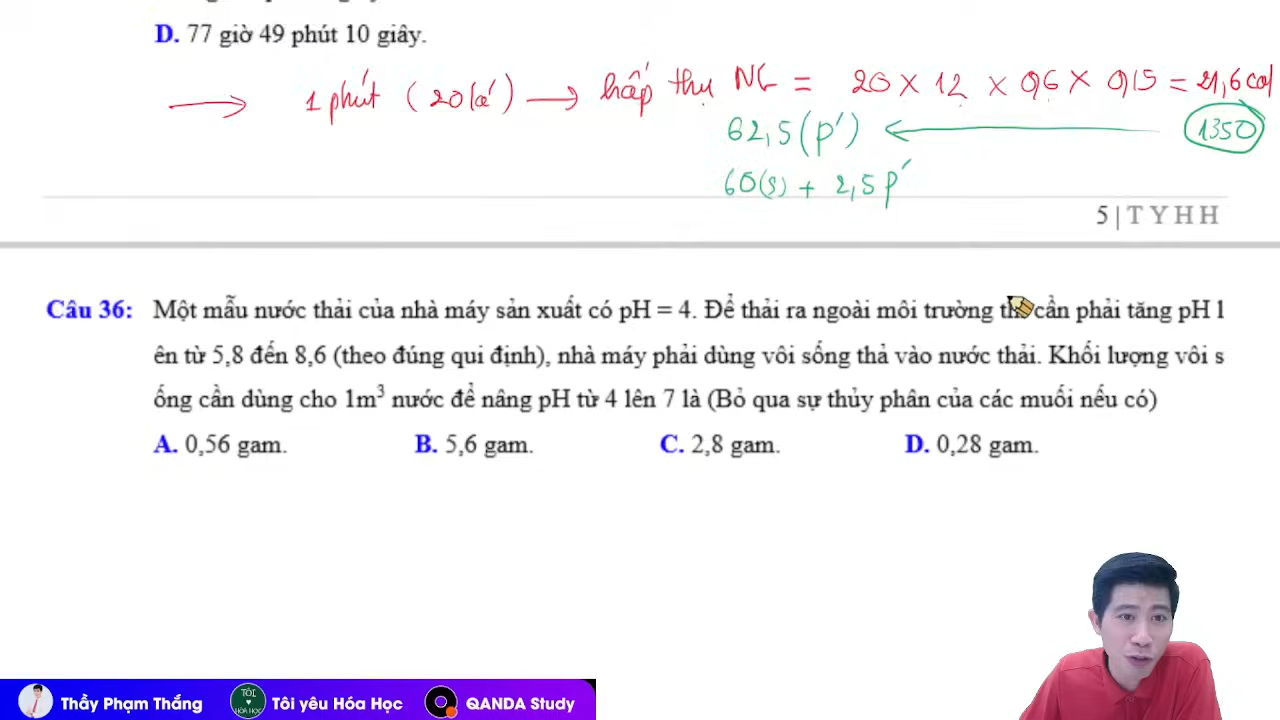 D. 77 giờ 49 phút 10 giây.
→ 1 phút (20 lá) → hấp thụ NL = 20 × 12 × 0,6 × 0,15 = 21,6 cal
62,5 (p') ← 1350
60(s) + 2,5 p'
5 | T Y H H
Câu 36: Một mẫu nước thải của nhà máy sản xuất có pH = 4. Để thải ra ngoài môi trường cần phải tăng pH l
ên từ 5,8 đến 8,6 (theo đúng qui định), nhà máy phải dùng vôi sống thả vào nước thải. Khối lượng vôi s
ống cần dùng cho 1m³ nước để nâng pH từ 4 lên 7 là (Bỏ qua sự thủy phân của các muối nếu có)
A. 0,56 gam. B. 5,6 gam. C. 2,8 gam. D. 0,28 gam.
Thầy Phạm Thắng TÔI ♥ HÓA HỌC Tôi yêu Hóa Học QANDA Study